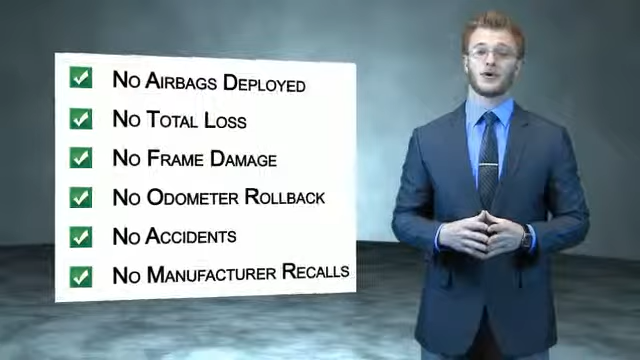 No Airbags Deployed
No Total Loss
No Frame Damage
No Odometer Rollback
No Accidents
No Manufacturer Recalls